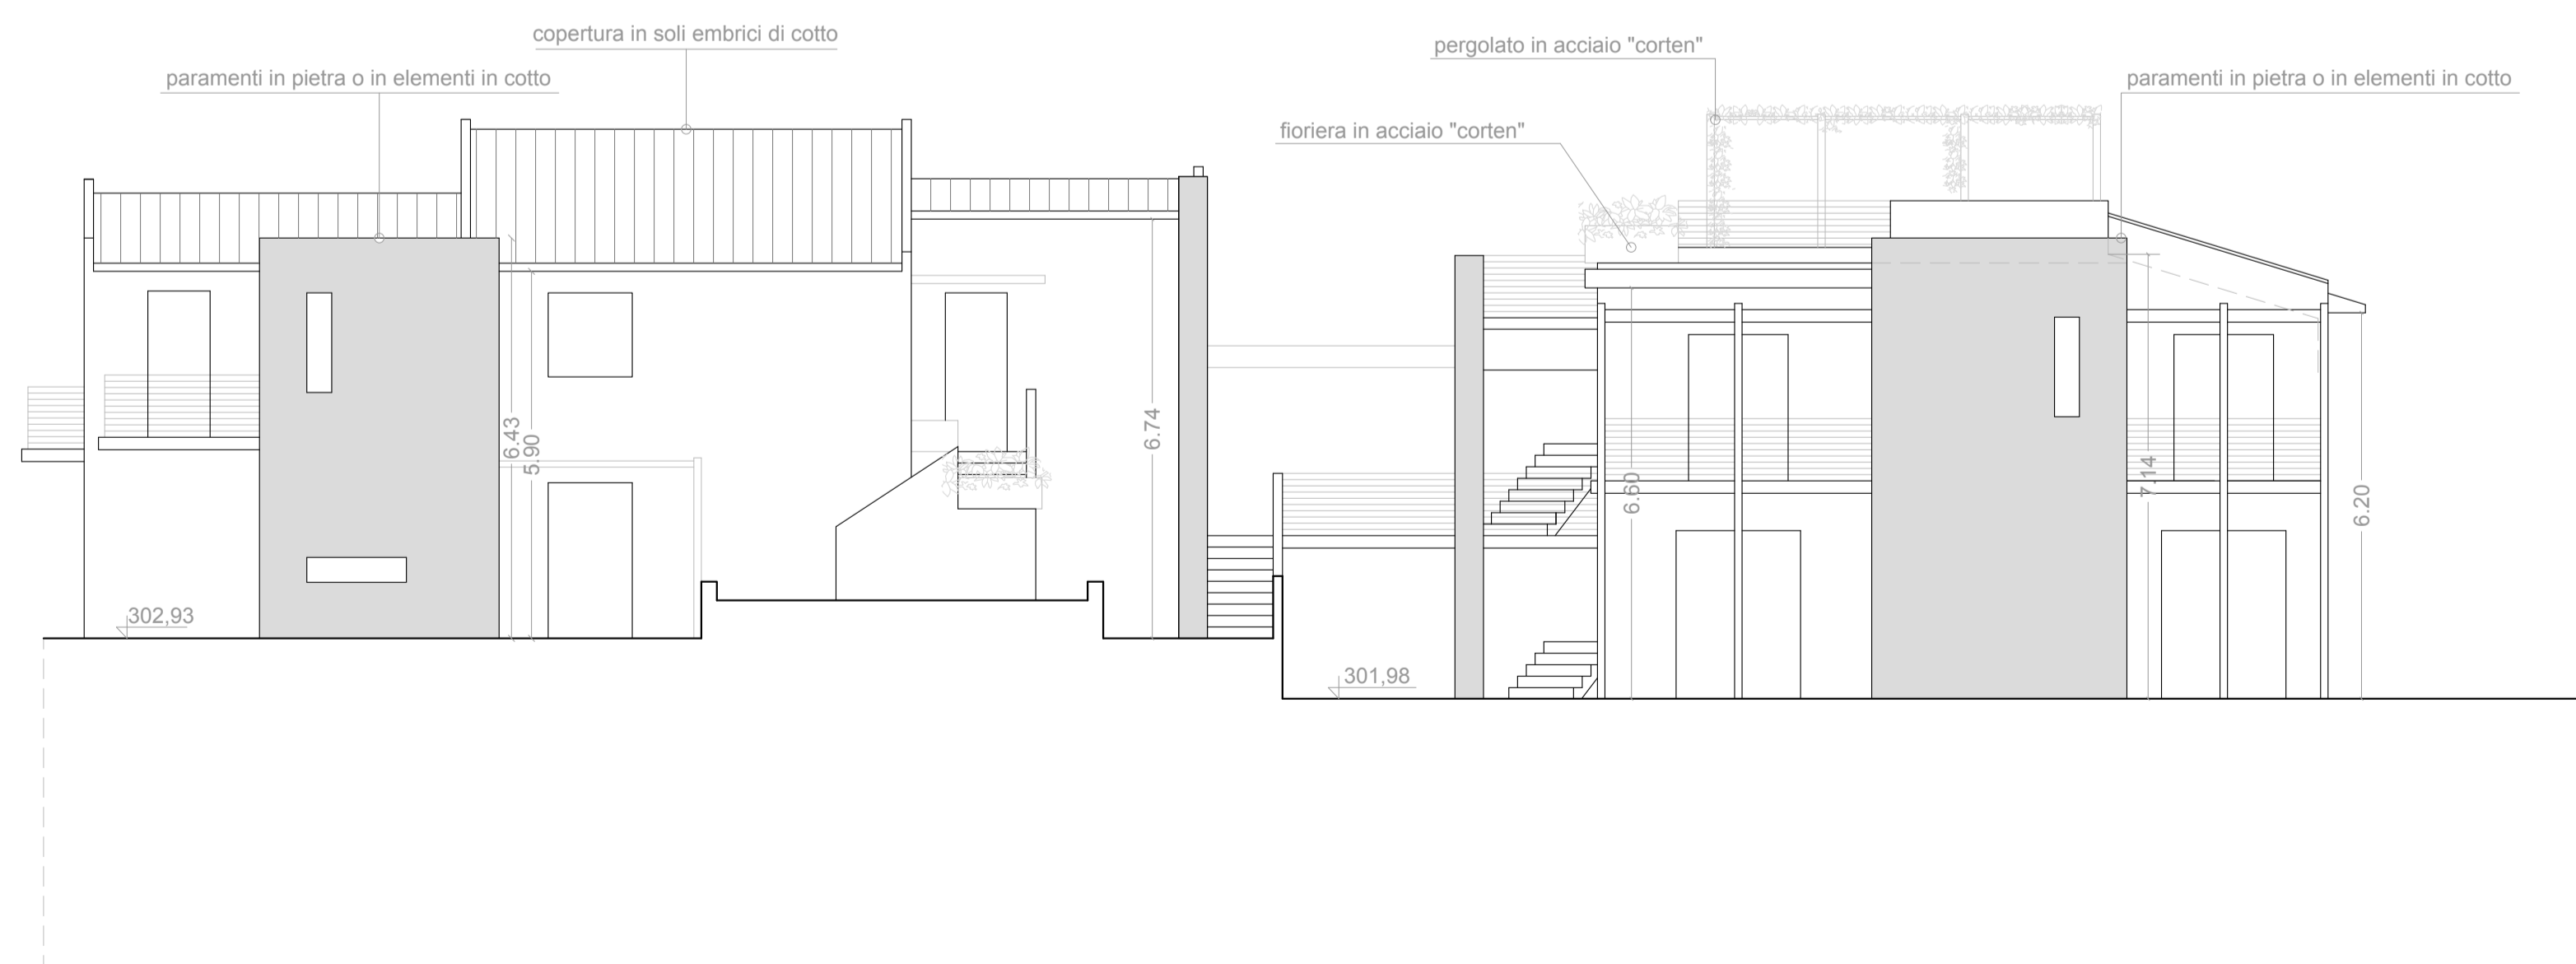 copertura in soli embrici di cotto
pergolato in acciaio "corten"
paramenti in pietra o in elementi in cotto
paramenti in pietra o in elementi in cotto
fioriera in acciaio "corten"
6.43
5.90
6.74
6.60
7.14
6.20
302,93
301,98